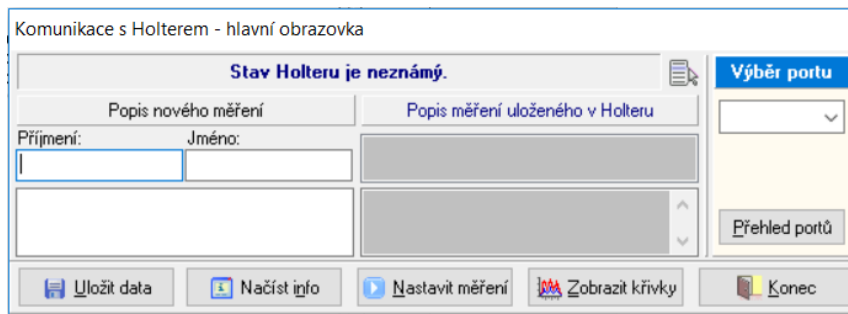 Komunikace s Holterem - hlavní obrazovka
Stav Holteru je neznámý.
Výběr portu
Popis nového měření
Popis měření uloženého v Holteru
Příjmení:
Jméno:
Přehled portů
Uložit data
Načíst info
Nastavit měření
Zobrazit křivky
Konec